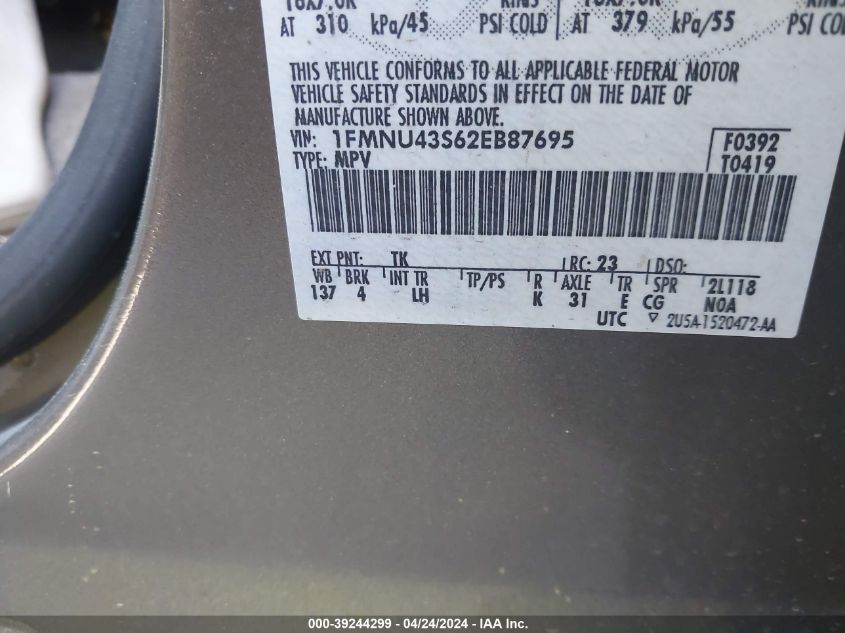 AT 310 kPa/45 PSI COLD AT 379 kPa/55 PSI COL
THIS VEHICLE CONFORMS TO ALL APPLICABLE FEDERAL MOTOR
VEHICLE SAFETY STANDARDS IN EFFECT ON THE DATE OF
MANUFACTURE SHOWN ABOVE.
VIN: 1FMNU43S62EB87695 F0392
TYPE: MPV T0419
EXT PNT: TK RC: 23 DSO:
WB BRK INT TR TP/PS R AXLE TR SPR 2L118
137 4 LH K 31 E CG NOA
UTC ▽ 2U5A-1520472-AA
000-39244299 - 04/24/2024 - IAA Inc.